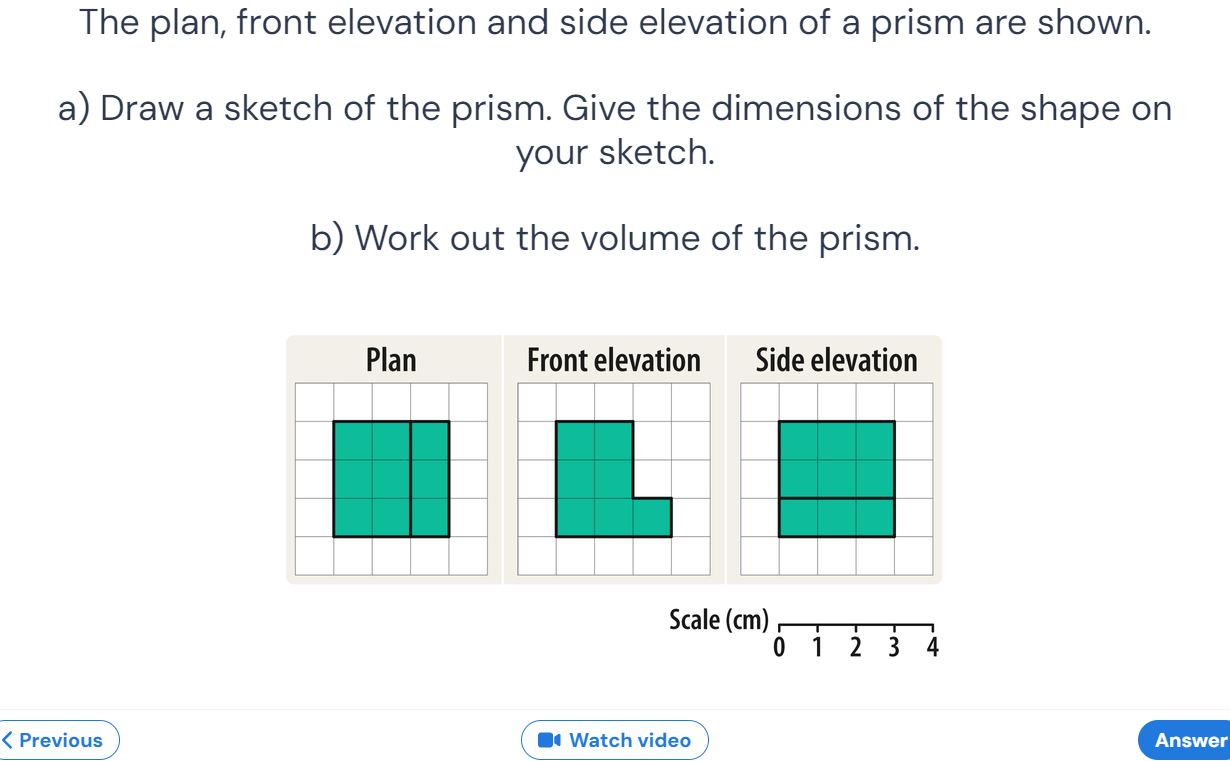 The plan, front elevation and side elevation of a prism are shown.
a) Draw a sketch of the prism. Give the dimensions of the shape on
your sketch.
b) Work out the volume of the prism.
Plan
Front elevation
Side elevation
Scale (cm)
0 1 2 3 4
Previous
Watch video
Answer